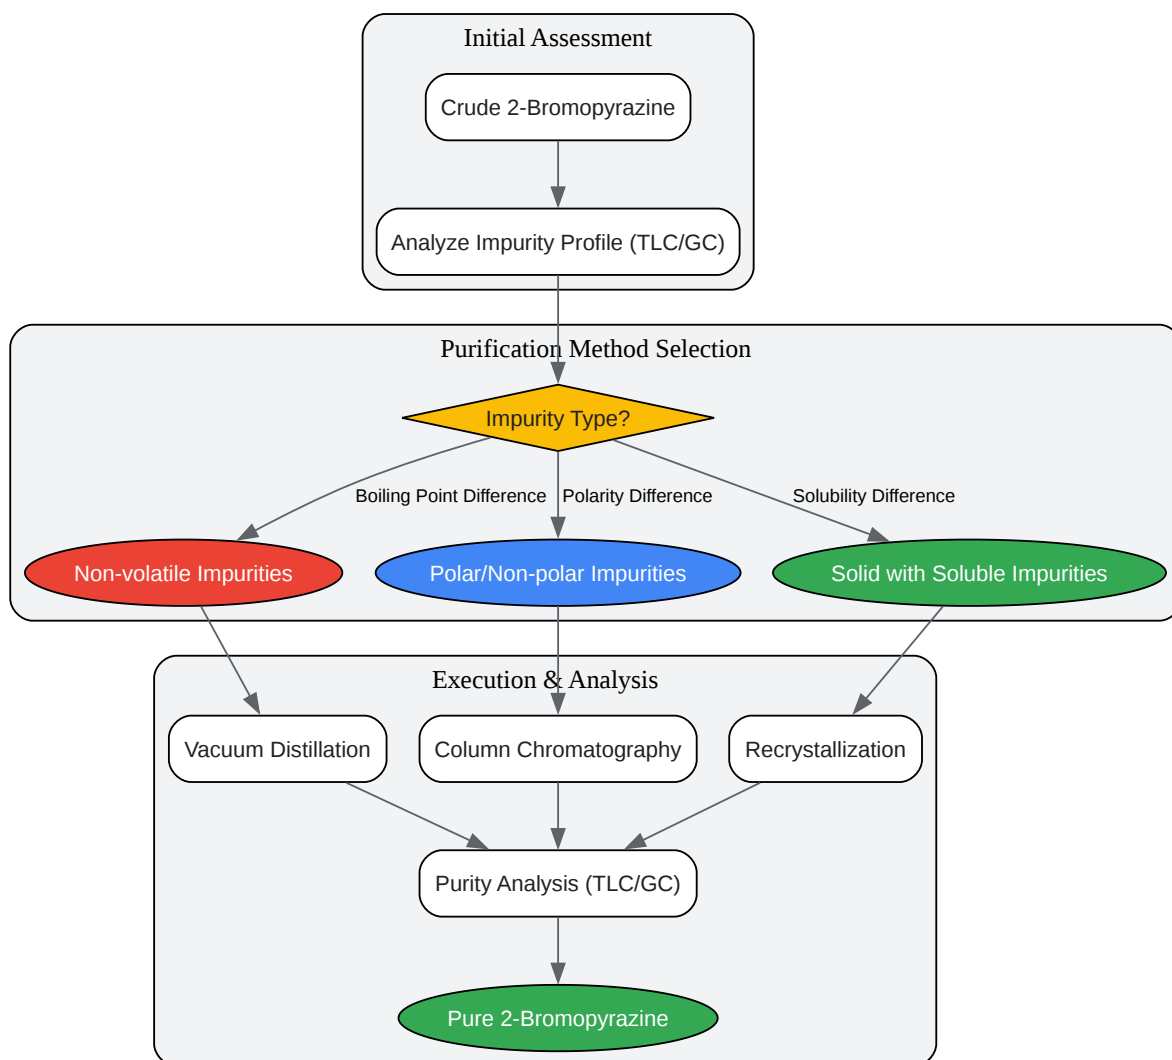 Initial Assessment
Crude 2-Bromopyrazine
Analyze Impurity Profile (TLC/GC)
Purification Method Selection
Impurity Type?
Boiling Point Difference
Polarity Difference
Solubility Difference
Non-volatile Impurities
Polar/Non-polar Impurities
Solid with Soluble Impurities
Execution & Analysis
Vacuum Distillation
Column Chromatography
Recrystallization
Purity Analysis (TLC/GC)
Pure 2-Bromopyrazine